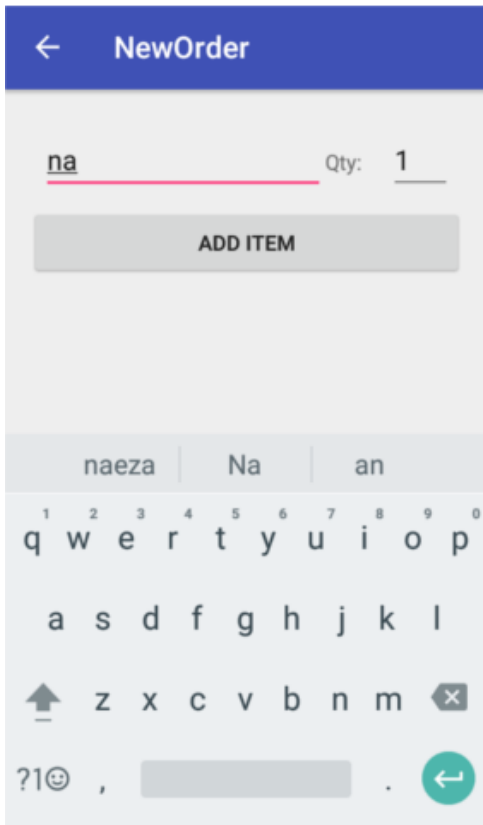 NewOrder
na Qty: 1
ADD ITEM
naeza Na an
1 2 3 4 5 6 7 8 9 0
q w e r t y u i o p
a s d f g h j k l
z x c v b n m
?1☺ , .